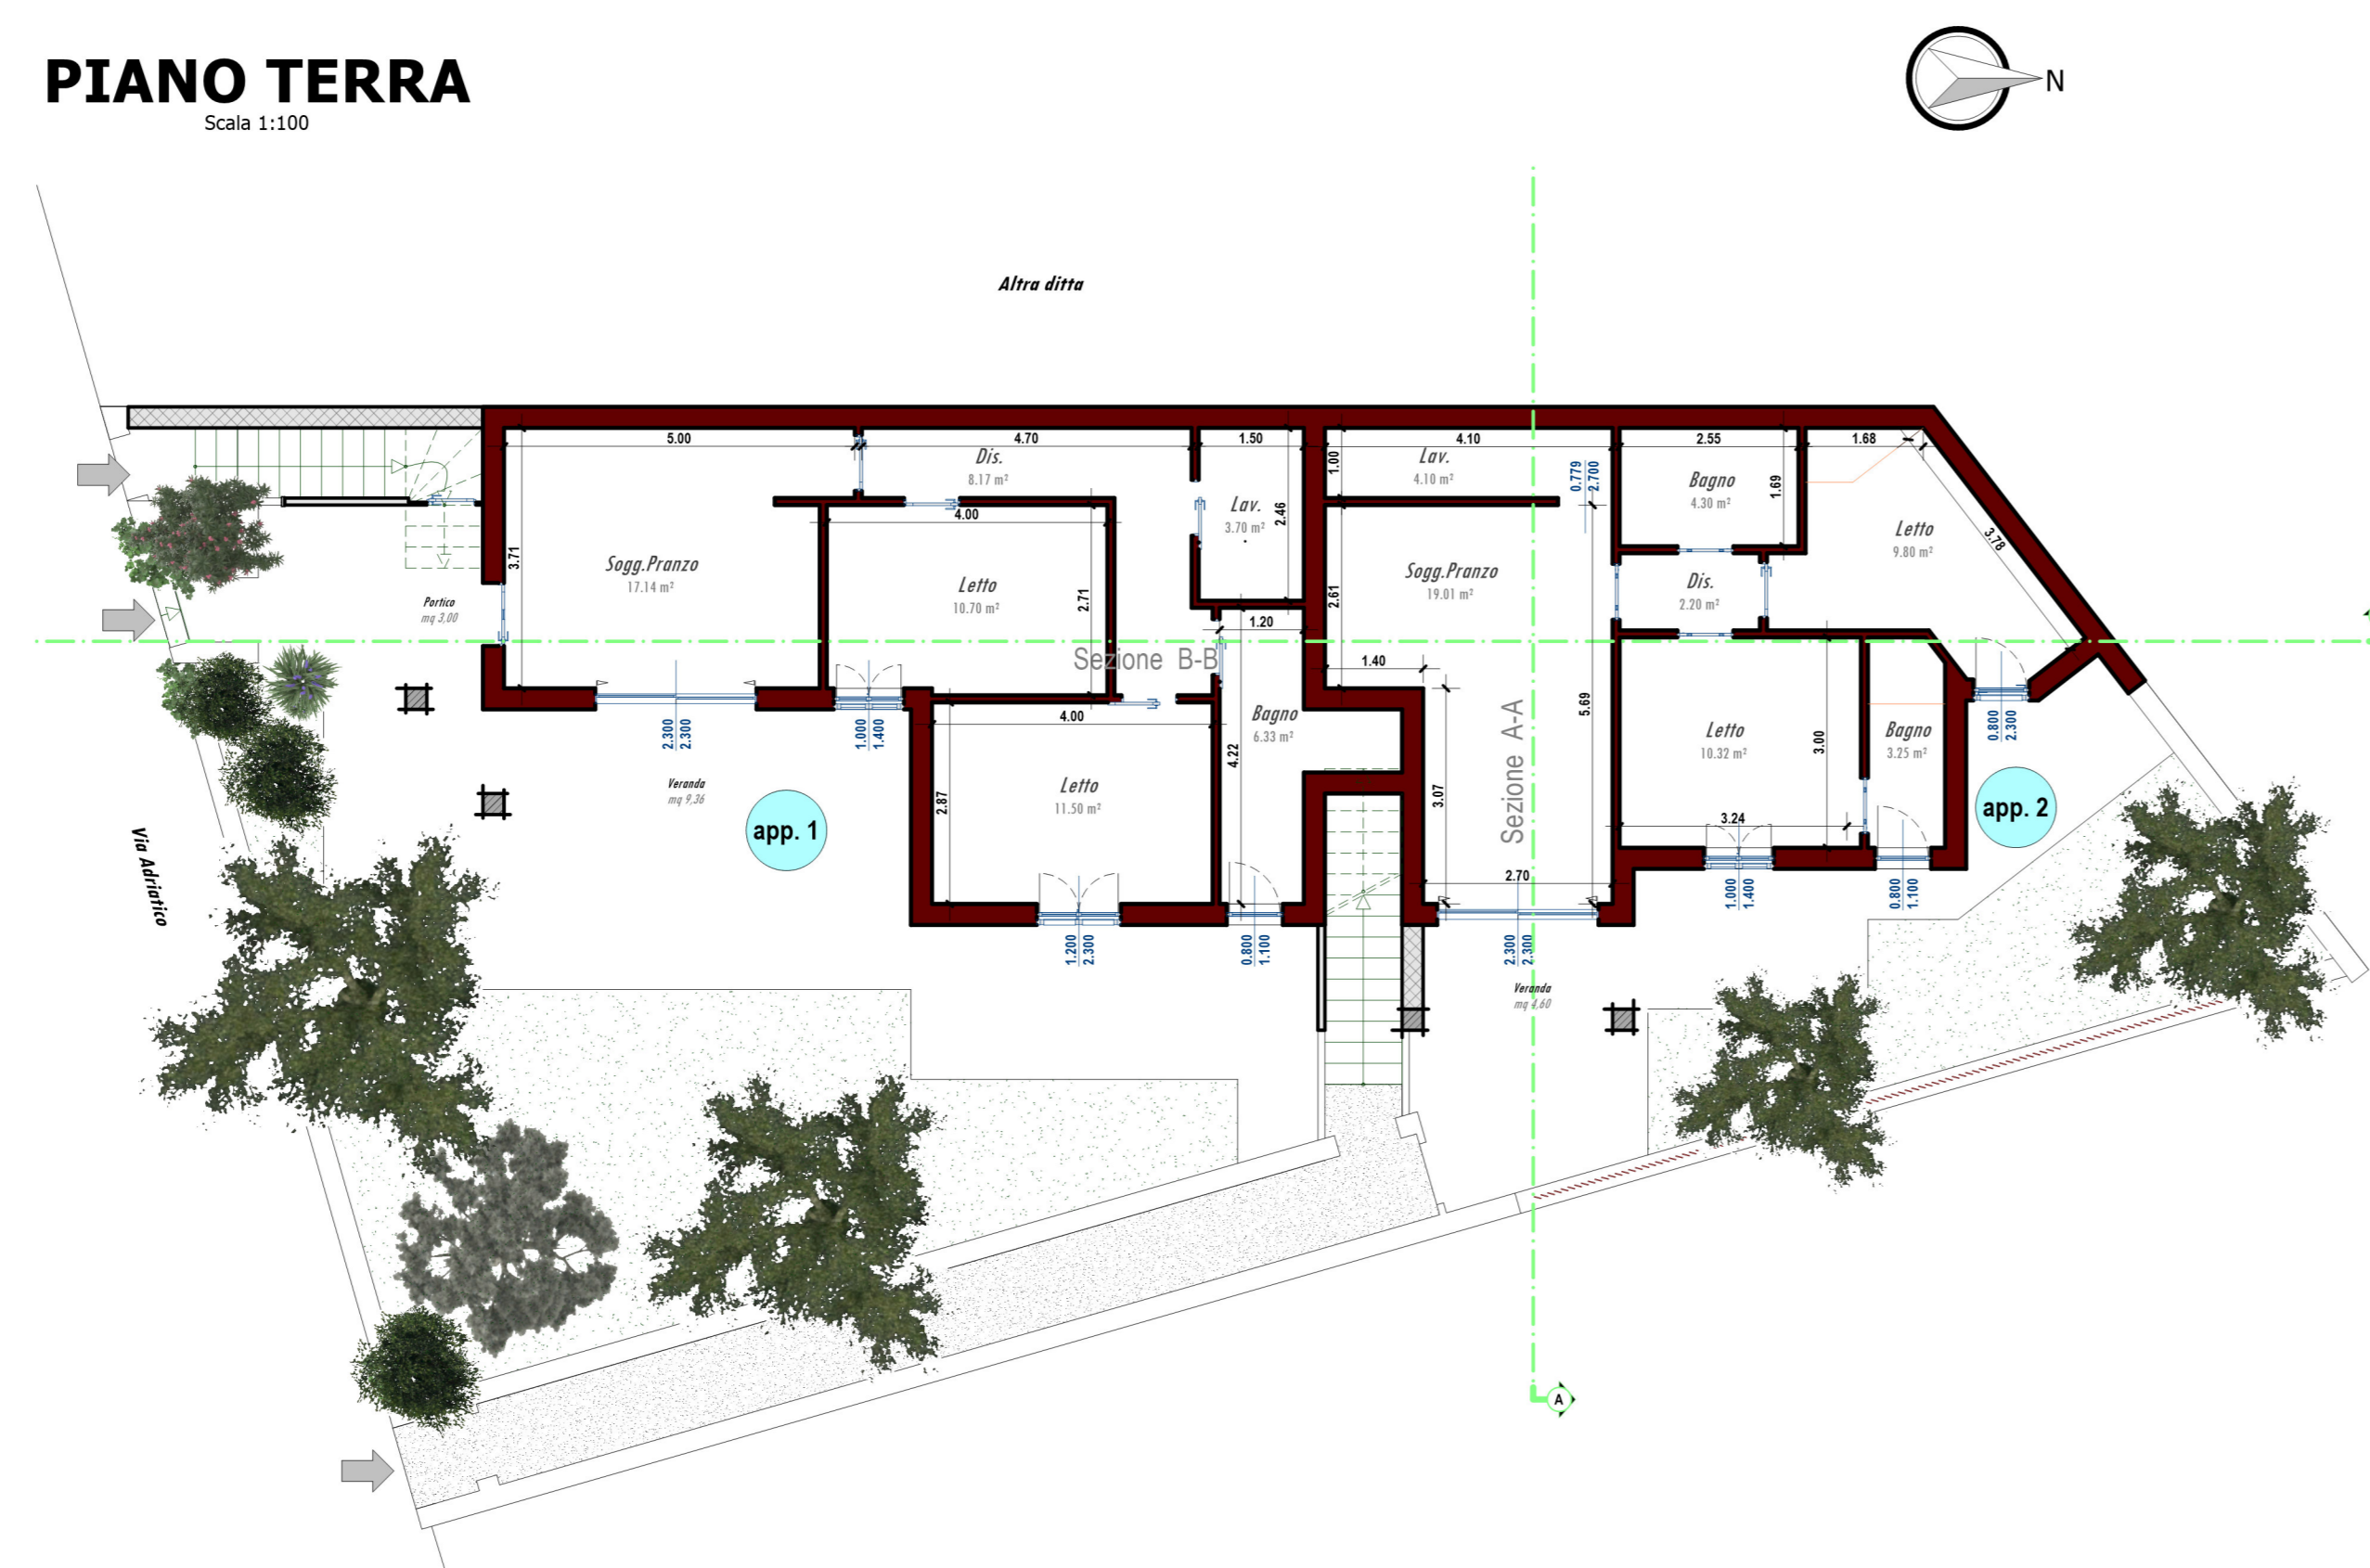 PIANO TERRA
Scala 1:100
N
Altra ditta
5.00
4.70
1.50
4.10
2.55
1.68
Dis.
8.17 m²
Lav.
4.10 m²
1.00
0.779
2.700
Bagno
4.30 m²
1.69
4.00
Lav.
3.70 m²
2.46
Letto
9.80 m²
3.78
3.71
Sogg.Pranzo
17.14 m²
Letto
10.70 m²
2.71
Sogg.Pranzo
19.01 m²
2.61
Dis.
2.20 m²
Portico
mq 3,00
1.20
Sezione B-B
1.40
2.300
2.300
1.000
1.400
4.00
Bagno
6.33 m²
4.22
5.69
Sezione A-A
Letto
10.32 m²
3.00
Bagno
3.25 m²
0.800
2.300
Veranda
mq 9,36
Letto
11.50 m²
2.87
3.07
app. 1
app. 2
3.24
Via Adriatico
2.70
1.000
1.400
0.800
1.100
1.200
2.300
0.800
1.100
2.300
2.300
Veranda
mq 4,60
A